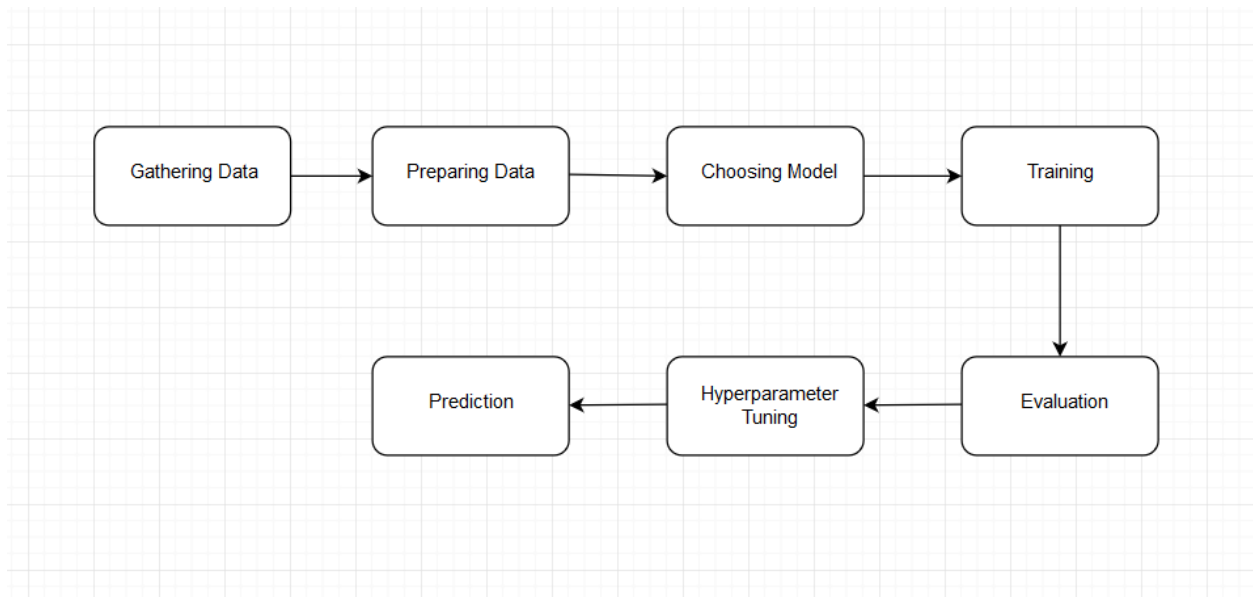 Gathering Data
Preparing Data
Choosing Model
Training
Evaluation
Hyperparameter
Tuning
Prediction